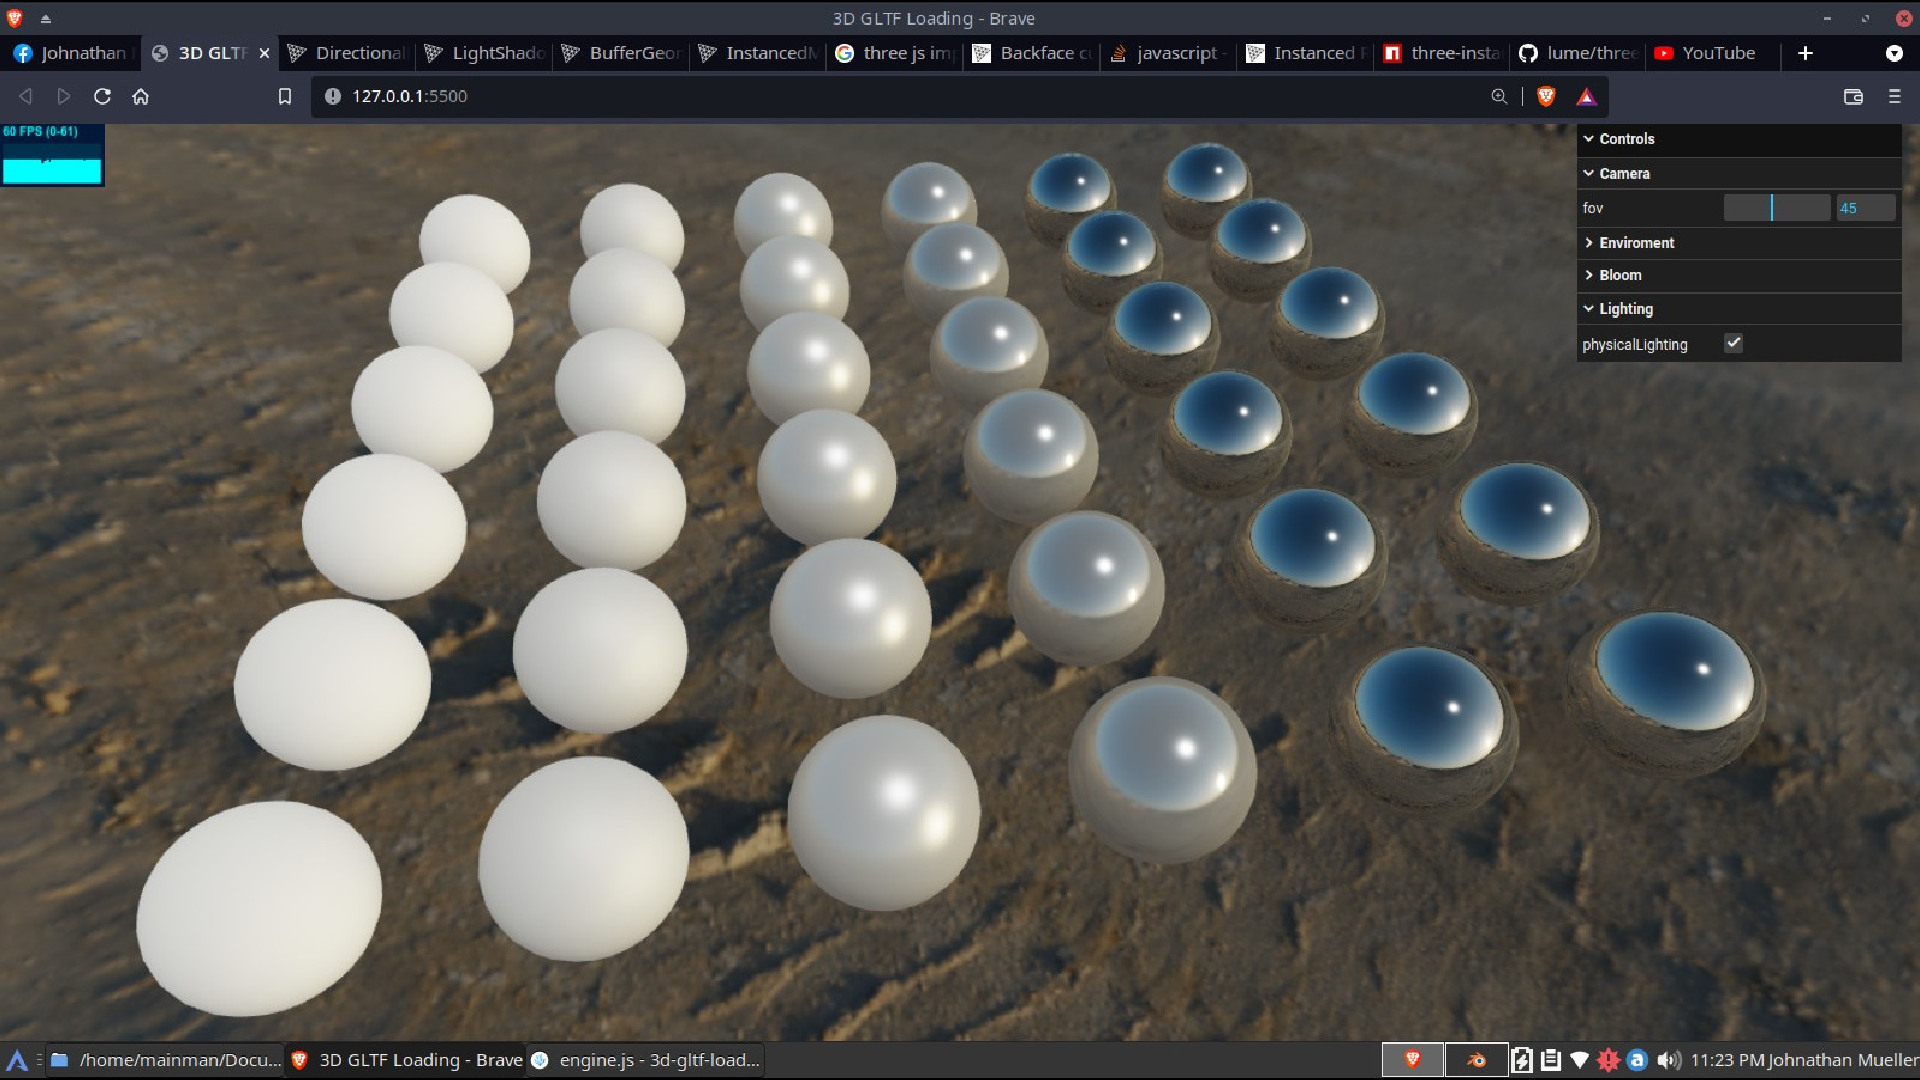 3D GLTF Loading - Brave
Johnathan
3D GLTF
Directional
LightShado
BufferGeor
InstancedM
three js im
Backface cu
javascript -
Instanced
three-insta
lume/three
YouTube
127.0.0.1:5500
60 FPS (0-61)
Controls
Camera
fov
45
Enviroment
Bloom
Lighting
physicalLighting
/home/mainman/Docu...
3D GLTF Loading - Brave
engine.js - 3d-gltf-load...
11:23 PM
Johnathan Mueller